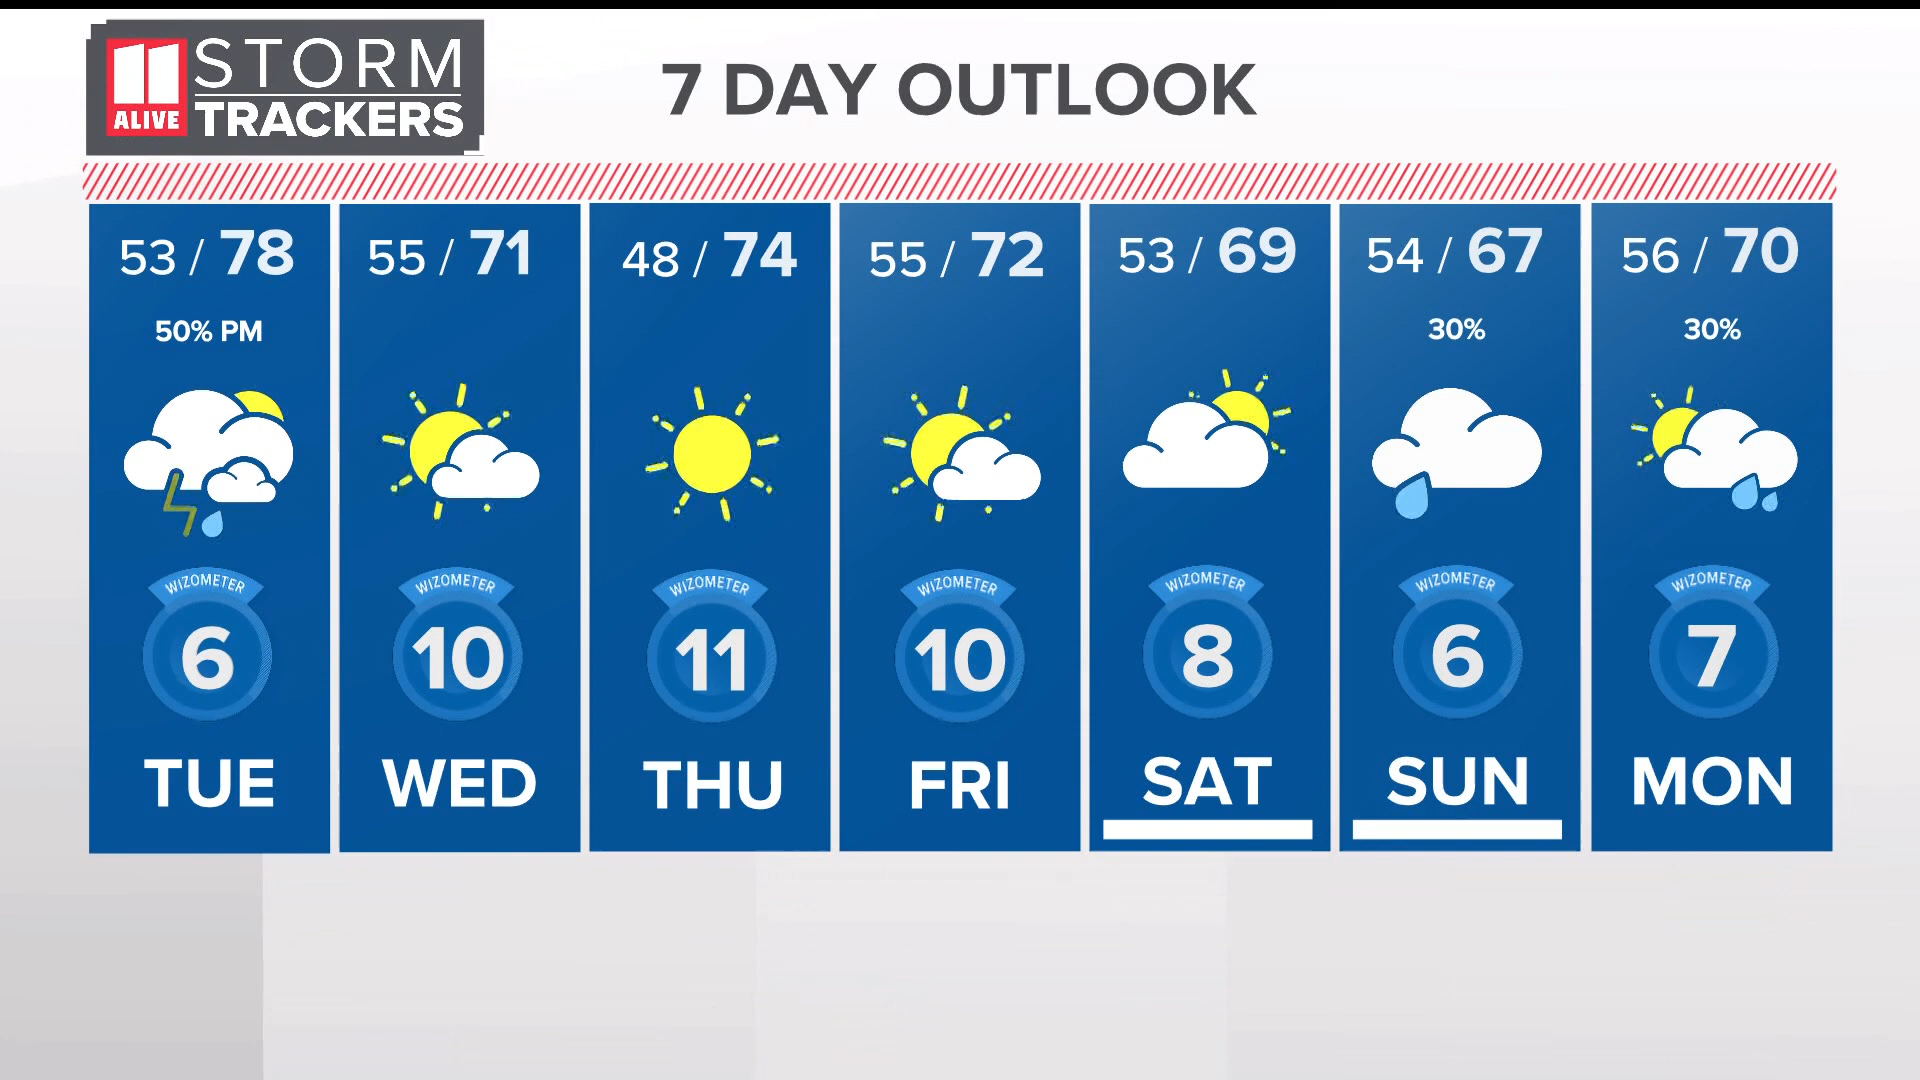 11 ALIVE
STORM
TRACKERS
7 DAY OUTLOOK
53 / 78
50% PM
WIZOMETER
6
TUE
55 / 71
WIZOMETER
10
WED
48 / 74
WIZOMETER
11
THU
55 / 72
WIZOMETER
10
FRI
53 / 69
WIZOMETER
8
SAT
54 / 67
30%
WIZOMETER
6
SUN
56 / 70
30%
WIZOMETER
7
MON